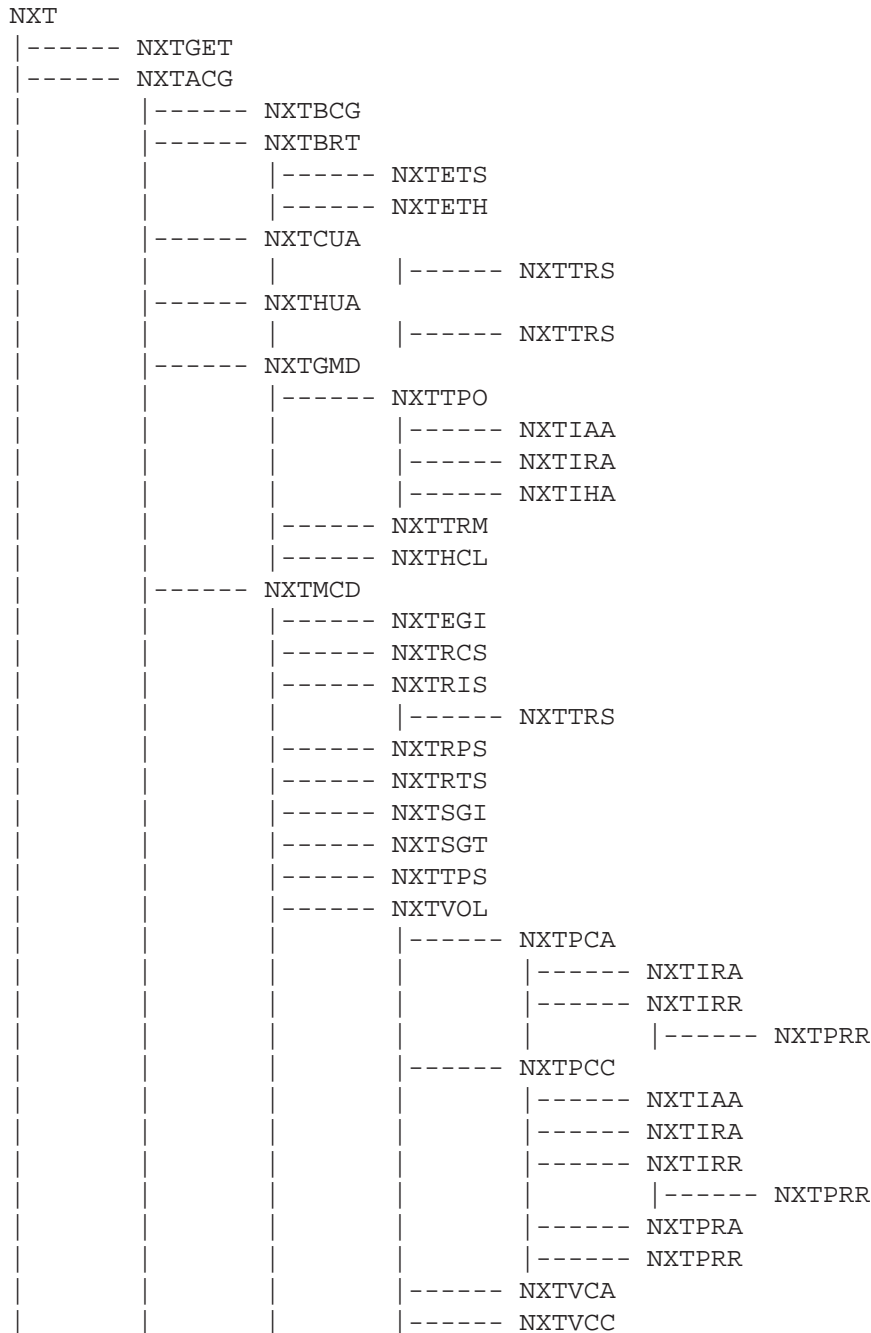 NXT
|------ NXTGET
|------ NXTACG
|       |------ NXTBCG
|       |------ NXTBRT
|       |       |------ NXTETS
|       |       |------ NXTETH
|       |------ NXTCUA
|       |       |       |------ NXTTRS
|       |------ NXTHUA
|       |       |       |------ NXTTRS
|       |------ NXTGMD
|       |       |------ NXTTPO
|       |       |       |------ NXTIAA
|       |       |       |------ NXTIRA
|       |       |       |------ NXTIHA
|       |       |------ NXTTRM
|       |       |------ NXTHCL
|       |------ NXTMCD
|       |       |------ NXTEGI
|       |       |------ NXTRCS
|       |       |------ NXTRIS
|       |       |       |------ NXTTRS
|       |       |------ NXTRPS
|       |       |------ NXTRTS
|       |       |------ NXTSGI
|       |       |------ NXTSGT
|       |       |------ NXTTPS
|       |       |------ NXTVOL
|       |       |       |------ NXTPCA
|       |       |       |       |------ NXTIRA
|       |       |       |       |------ NXTIRR
|       |       |       |       |       |------ NXTPRR
|       |       |       |------ NXTPCC
|       |       |       |       |------ NXTIAA
|       |       |       |       |------ NXTIRA
|       |       |       |       |------ NXTIRR
|       |       |       |       |       |------ NXTPRR
|       |       |       |       |------ NXTPRA
|       |       |       |       |------ NXTPRR
|       |       |       |------ NXTVCA
|       |       |       |------ NXTVCC